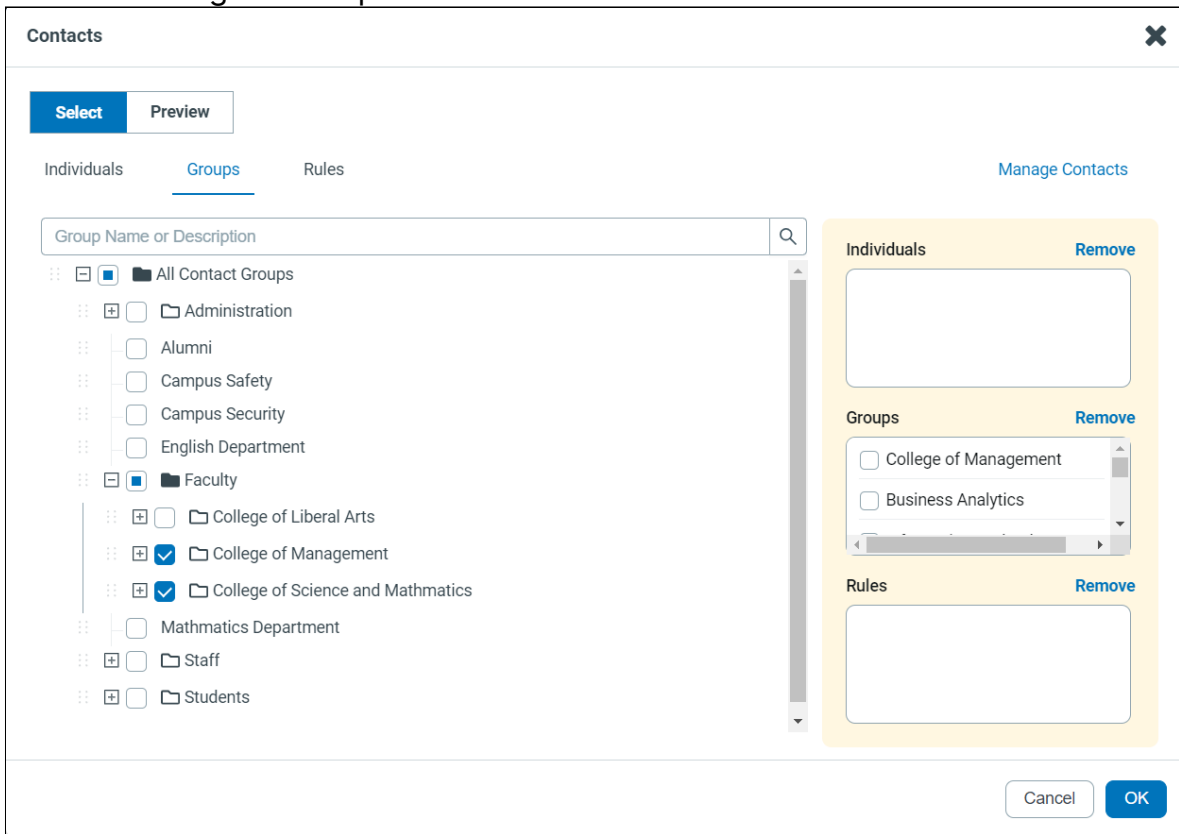 Contacts
Select Preview
Individuals Groups Rules Manage Contacts
Group Name or Description
All Contact Groups
Administration
Alumni
Campus Safety
Campus Security
English Department
Faculty
College of Liberal Arts
College of Management
College of Science and Mathmatics
Mathmatics Department
Staff
Students
Individuals Remove
Groups Remove
College of Management
Business Analytics
Rules Remove
Cancel OK